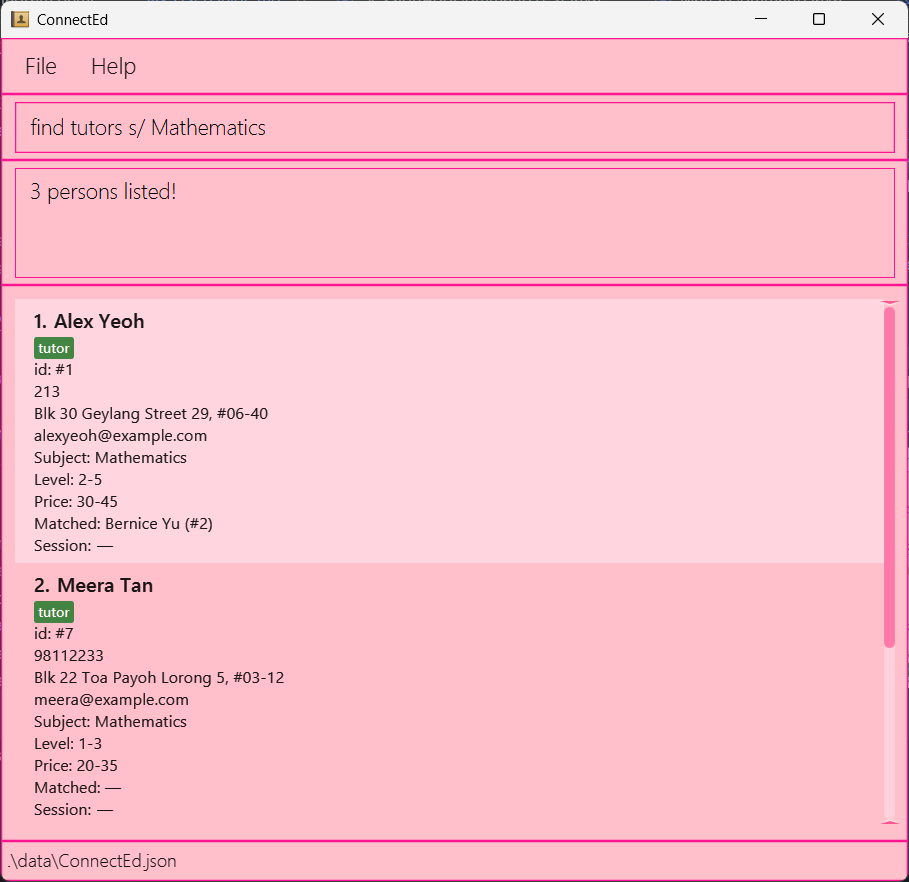 ConnectEd
File Help
find tutors s/ Mathematics
3 persons listed!
1. Alex Yeoh
tutor
id: #1
213
Blk 30 Geylang Street 29, #06-40
alexyeoh@example.com
Subject: Mathematics
Level: 2-5
Price: 30-45
Matched: Bernice Yu (#2)
Session: —
2. Meera Tan
tutor
id: #7
98112233
Blk 22 Toa Payoh Lorong 5, #03-12
meera@example.com
Subject: Mathematics
Level: 1-3
Price: 20-35
Matched: —
Session: —
.\data\ConnectEd.json